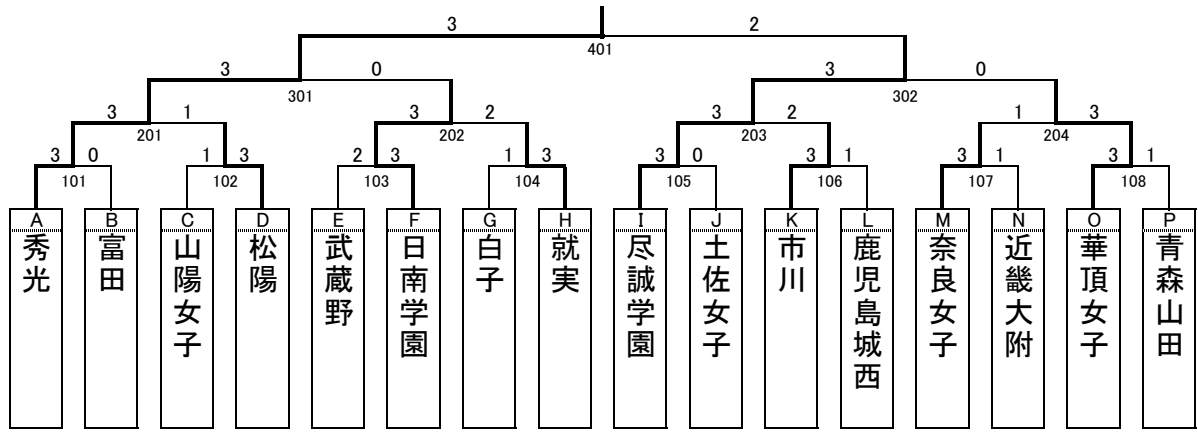 3 2
401
3 0 3 0
301 302
3 1 3 2 3 2 1 3
201 202 203 204
3 0 1 3 2 3 1 3 3 0 3 1 3 1 3 1
101 102 103 104 105 106 107 108
A B C D E F G H I J K L M N O P
秀光
富田
山陽女子
松陽
武蔵野
日南学園
白子
就実
尽誠学園
土佐女子
市川
鹿児島城西
奈良女子
近畿大附
華頂女子
青森山田